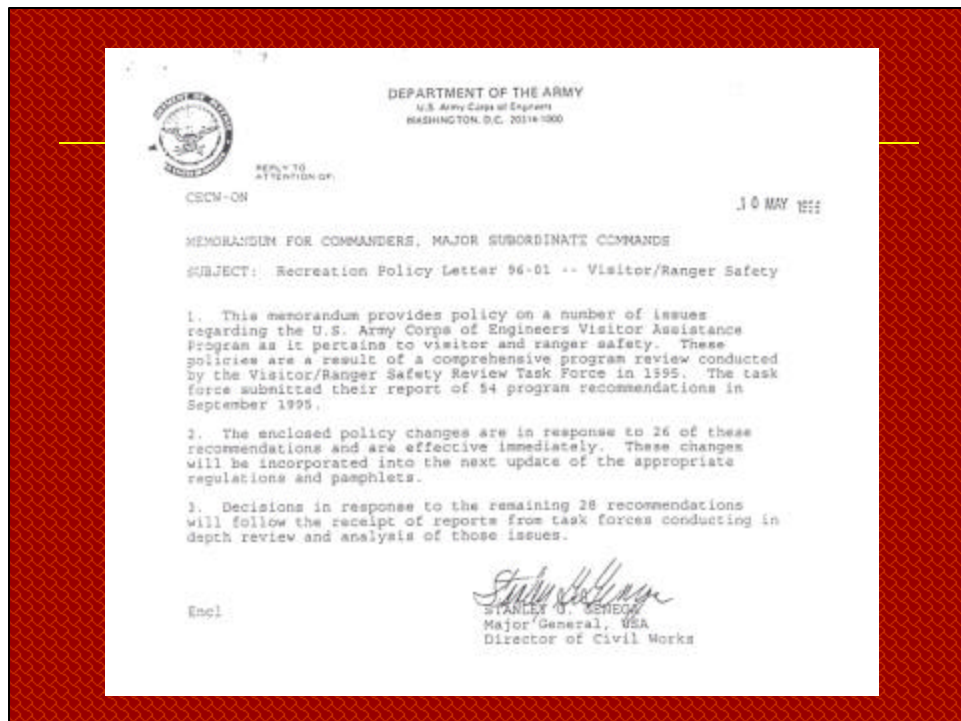 DEPARTMENT OF THE ARMY
U.S. Army Corps of Engineers
WASHINGTON, D.C. 20314-1000
REPLY TO
ATTENTION OF:
CECW-ON
10 MAY
MEMORANDUM FOR COMMANDERS, MAJOR SUBORDINATE COMMANDS
SUBJECT: Recreation Policy Letter 96-01 -- Visitor/Ranger Safety
1. This memorandum provides policy on a number of issues
regarding the U.S. Army Corps of Engineers Visitor Assistance
Program as it pertains to visitor and ranger safety. These
policies are a result of a comprehensive program review conducted
by the Visitor/Ranger Safety Review Task Force in 1995. The task
force submitted their report of 54 program recommendations in
September 1995.
2. The enclosed policy changes are in response to 26 of these
recommendations and are effective immediately. These changes
will be incorporated into the next update of the appropriate
regulations and pamphlets.
3. Decisions in response to the remaining 28 recommendations
will follow the receipt of reports from task forces conducting in
depth review and analysis of those issues.
Encl
STANLEY G. GENEGA
Major General, USA
Director of Civil Works